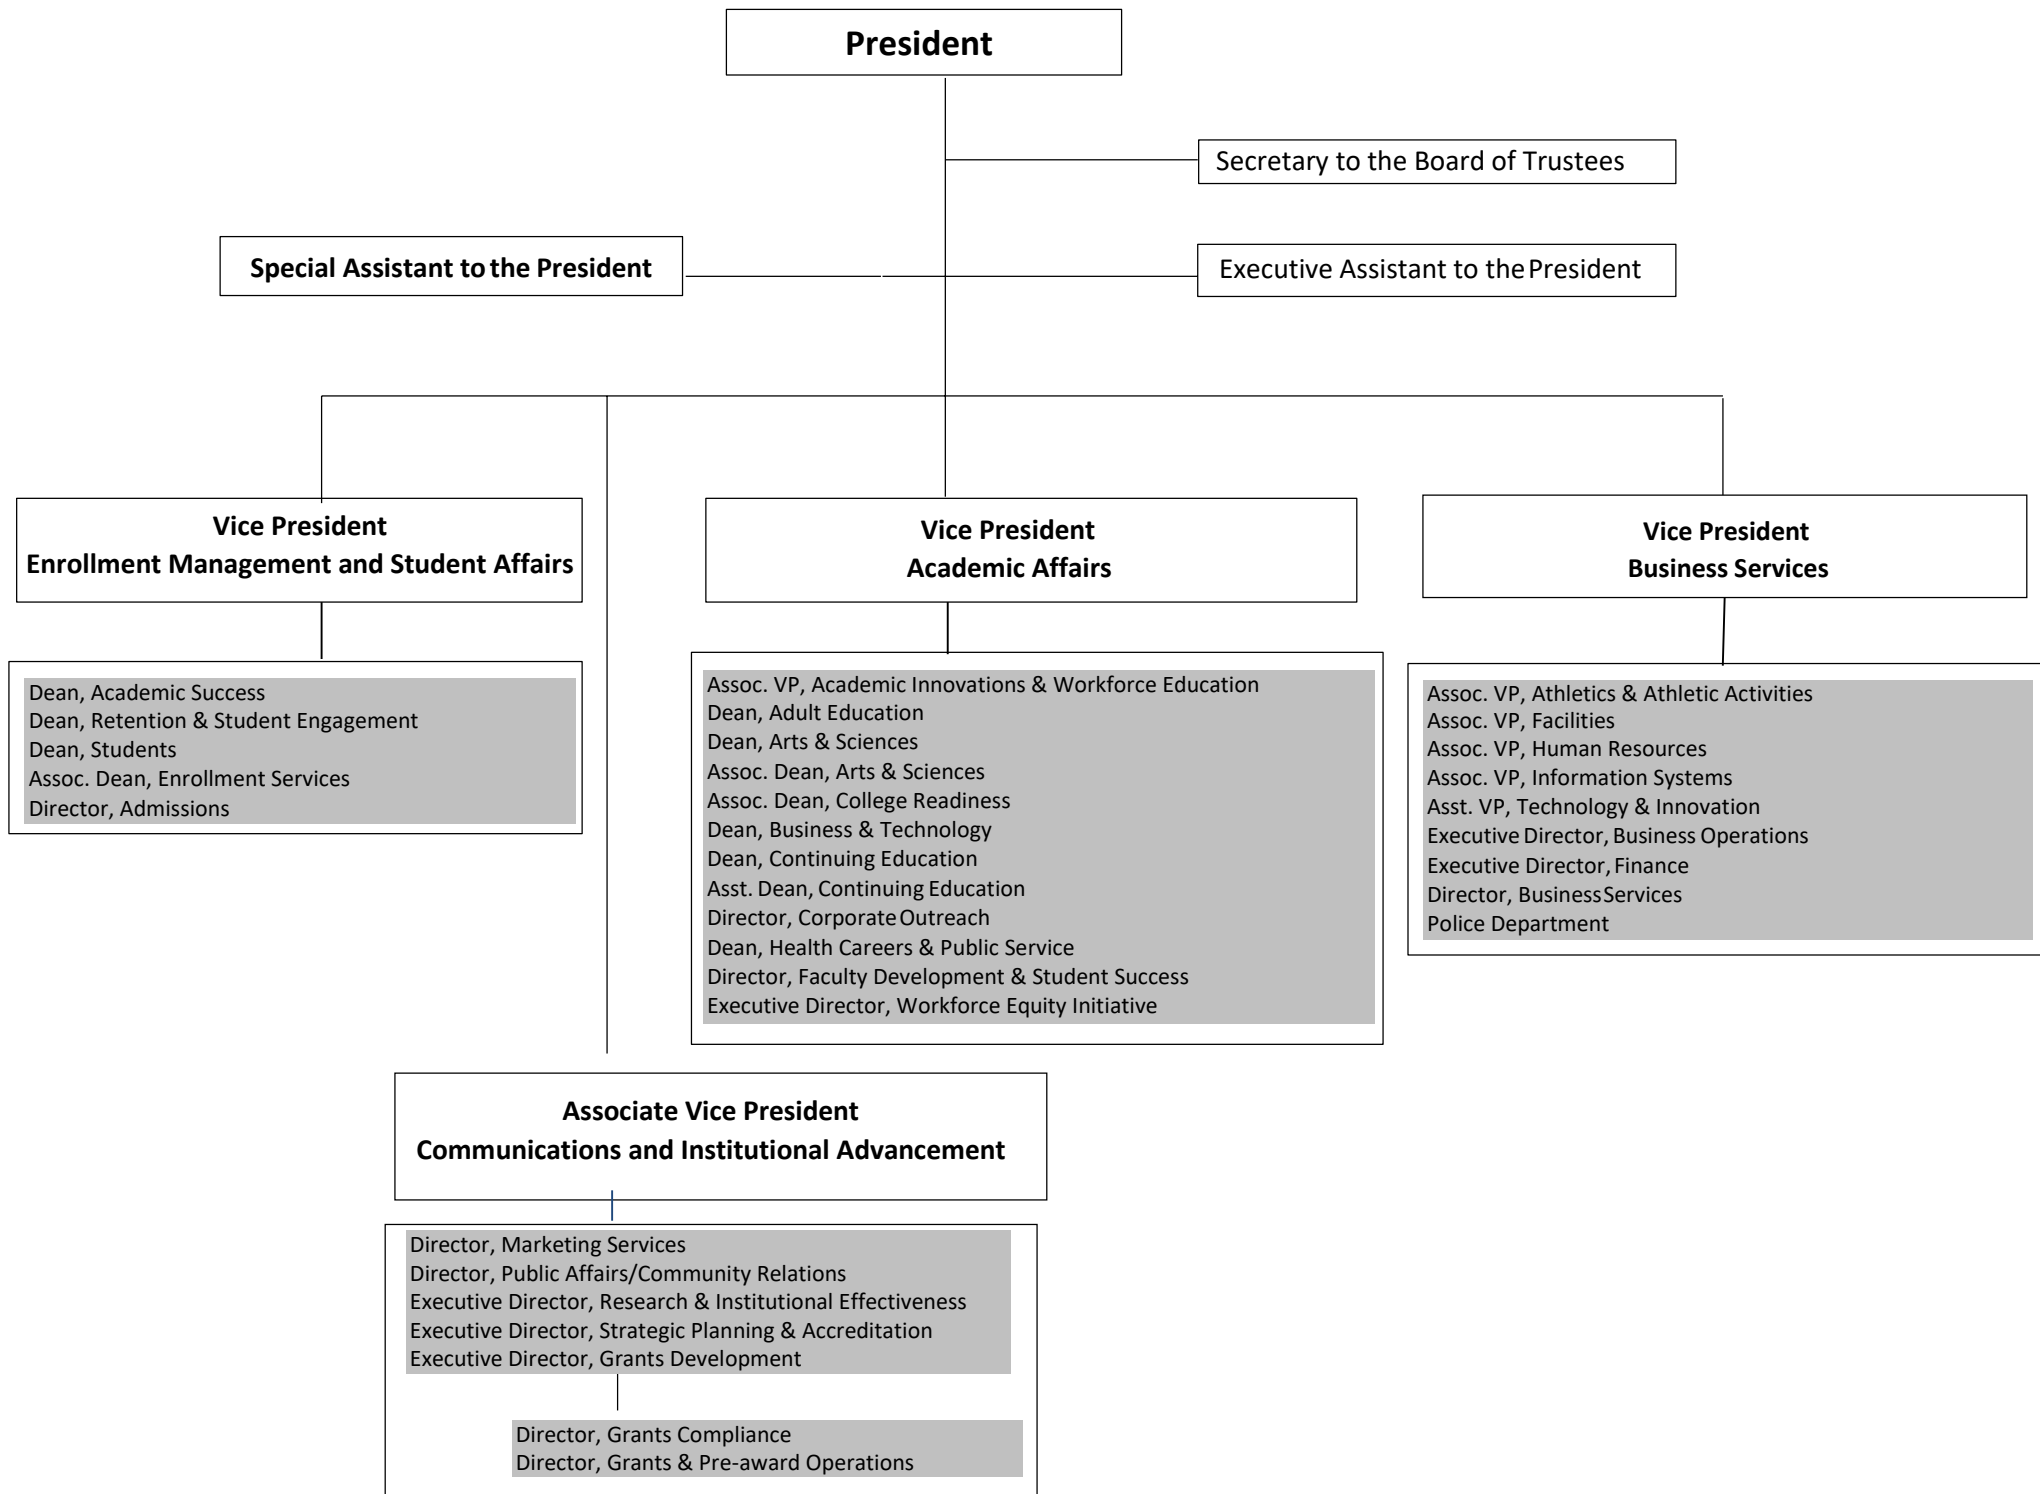 President
Secretary to the Board of Trustees
Special Assistant to the President
Executive Assistant to the President
Vice President
Enrollment Management and Student Affairs
Vice President
Academic Affairs
Vice President
Business Services
Dean, Academic Success
Dean, Retention & Student Engagement
Dean, Students
Assoc. Dean, Enrollment Services
Director, Admissions
Assoc. VP, Academic Innovations & Workforce Education
Dean, Adult Education
Dean, Arts & Sciences
Assoc. Dean, Arts & Sciences
Assoc. Dean, College Readiness
Dean, Business & Technology
Dean, Continuing Education
Asst. Dean, Continuing Education
Director, Corporate Outreach
Dean, Health Careers & Public Service
Director, Faculty Development & Student Success
Executive Director, Workforce Equity Initiative
Assoc. VP, Athletics & Athletic Activities
Assoc. VP, Facilities
Assoc. VP, Human Resources
Assoc. VP, Information Systems
Asst. VP, Technology & Innovation
Executive Director, Business Operations
Executive Director, Finance
Director, Business Services
Police Department
Associate Vice President
Communications and Institutional Advancement
Director, Marketing Services
Director, Public Affairs/Community Relations
Executive Director, Research & Institutional Effectiveness
Executive Director, Strategic Planning & Accreditation
Executive Director, Grants Development
Director, Grants Compliance
Director, Grants & Pre-award Operations